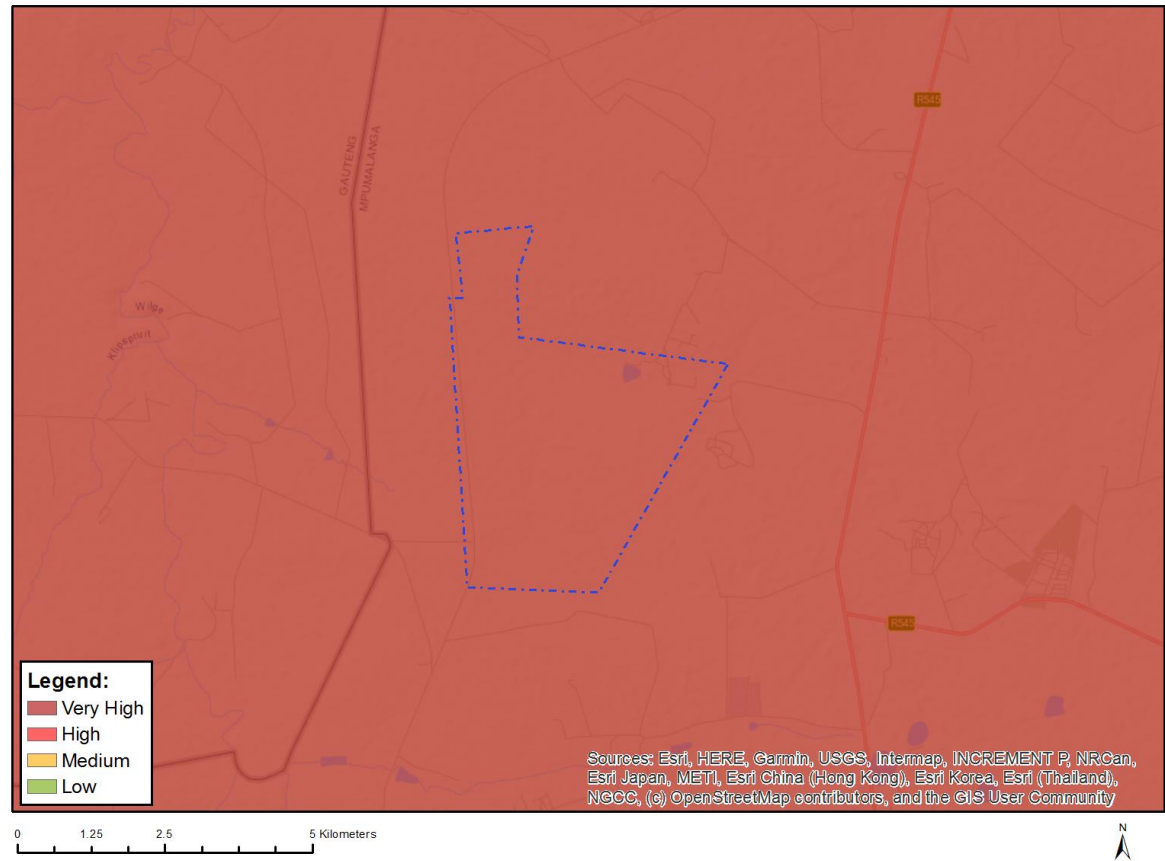 R545
GAUTENG
MPUMALANGA
Wilge
Klipspruit
R545
Legend:
Very High
High
Medium
Low
Sources: Esri, HERE, Garmin, USGS, Intermap, INCREMENT P, NRCan,
Esri Japan, METI, Esri China (Hong Kong), Esri Korea, Esri (Thailand),
NGCC, (c) OpenStreetMap contributors, and the GIS User Community
0 1.25 2.5 5 Kilometers
N